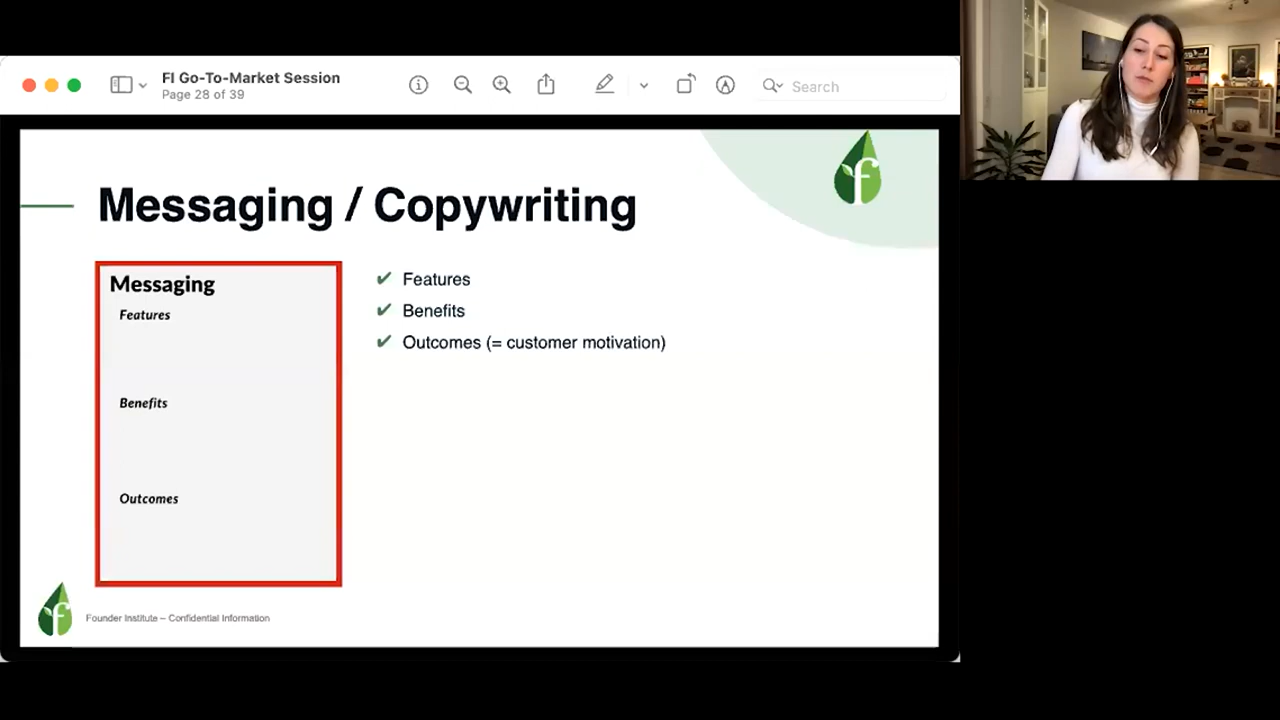 FI Go-To-Market Session
Page 28 of 39
Search
Messaging / Copywriting
Messaging
Features
Benefits
Outcomes
✔ Features
✔ Benefits
✔ Outcomes (= customer motivation)
f
f
Founder Institute – Confidential Information